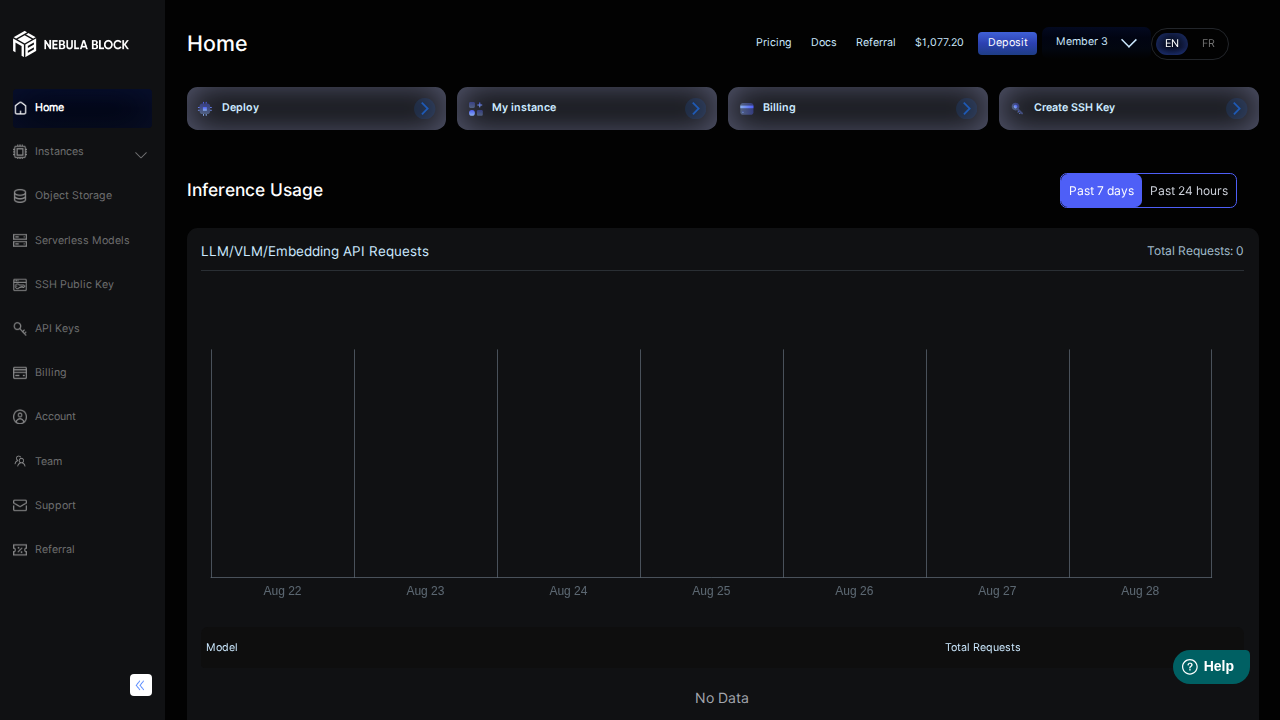 NEBULA BLOCK
Home
Instances
Object Storage
Serverless Models
SSH Public Key
API Keys
Billing
Account
Team
Support
Referral
Home
Pricing Docs Referral $1,077.20 Deposit Member 3 EN FR
Deploy My instance Billing Create SSH Key
Inference Usage
Past 7 days Past 24 hours
LLM/VLM/Embedding API Requests Total Requests: 0
Aug 22 Aug 23 Aug 24 Aug 25 Aug 26 Aug 27 Aug 28
Model Total Requests
No Data
Help